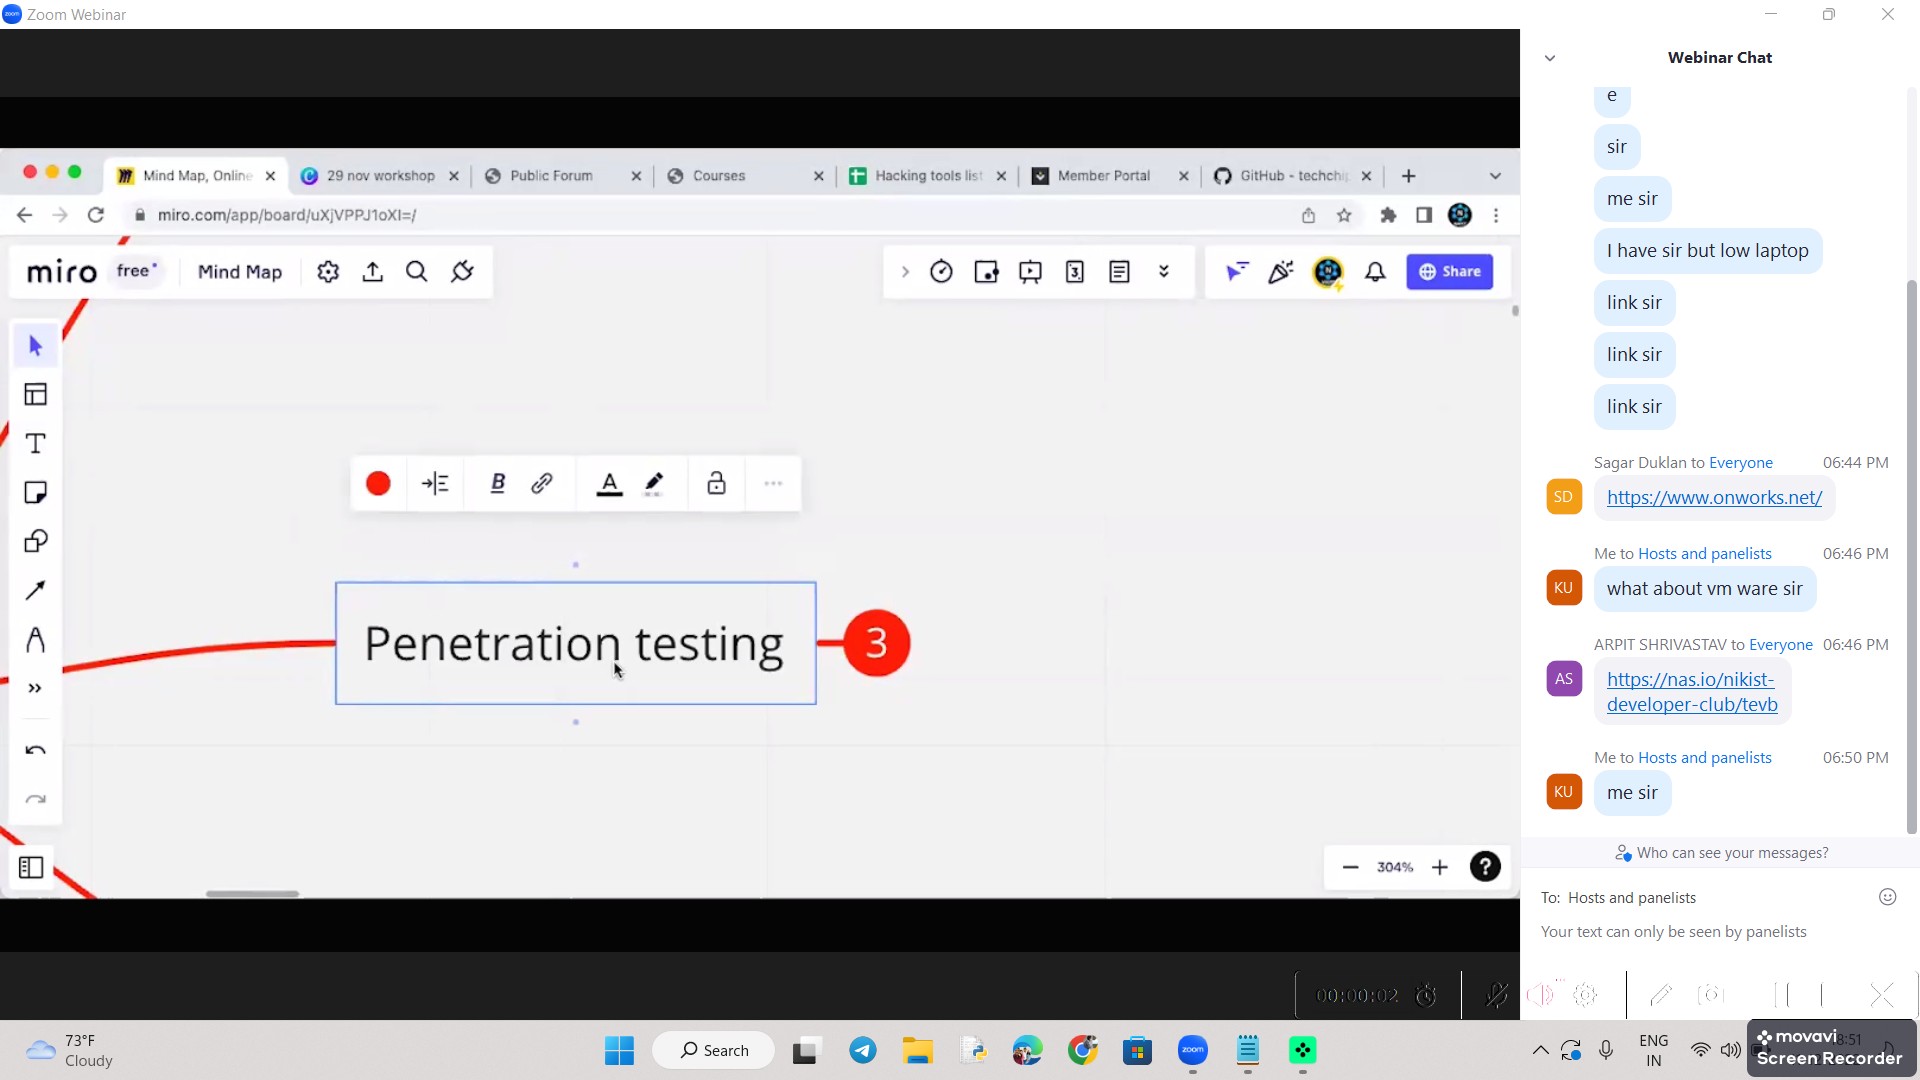 Zoom Webinar
Webinar Chat
e
sir
me sir
I have sir but low laptop
link sir
link sir
link sir
Sagar Duklan to Everyone 06:44 PM
SD
https://www.onworks.net/
Me to Hosts and panelists 06:46 PM
KU
what about vm ware sir
ARPIT SHRIVASTAV to Everyone 06:46 PM
AS
https://nas.io/nikist-
developer-club/tevb
Me to Hosts and panelists 06:50 PM
KU
me sir
Who can see your messages?
To: Hosts and panelists
Your text can only be seen by panelists
Mind Map, Online
29 nov workshop
Public Forum
Courses
Hacking tools list
Member Portal
GitHub - techchip
miro.com/app/board/uXjVPPJ1oXI=/
miro free
Mind Map
Share
B
A
Penetration testing
3
304%
00:00:02
73°F
Cloudy
Search
zoom
ENG
IN
movavi
Screen Recorder